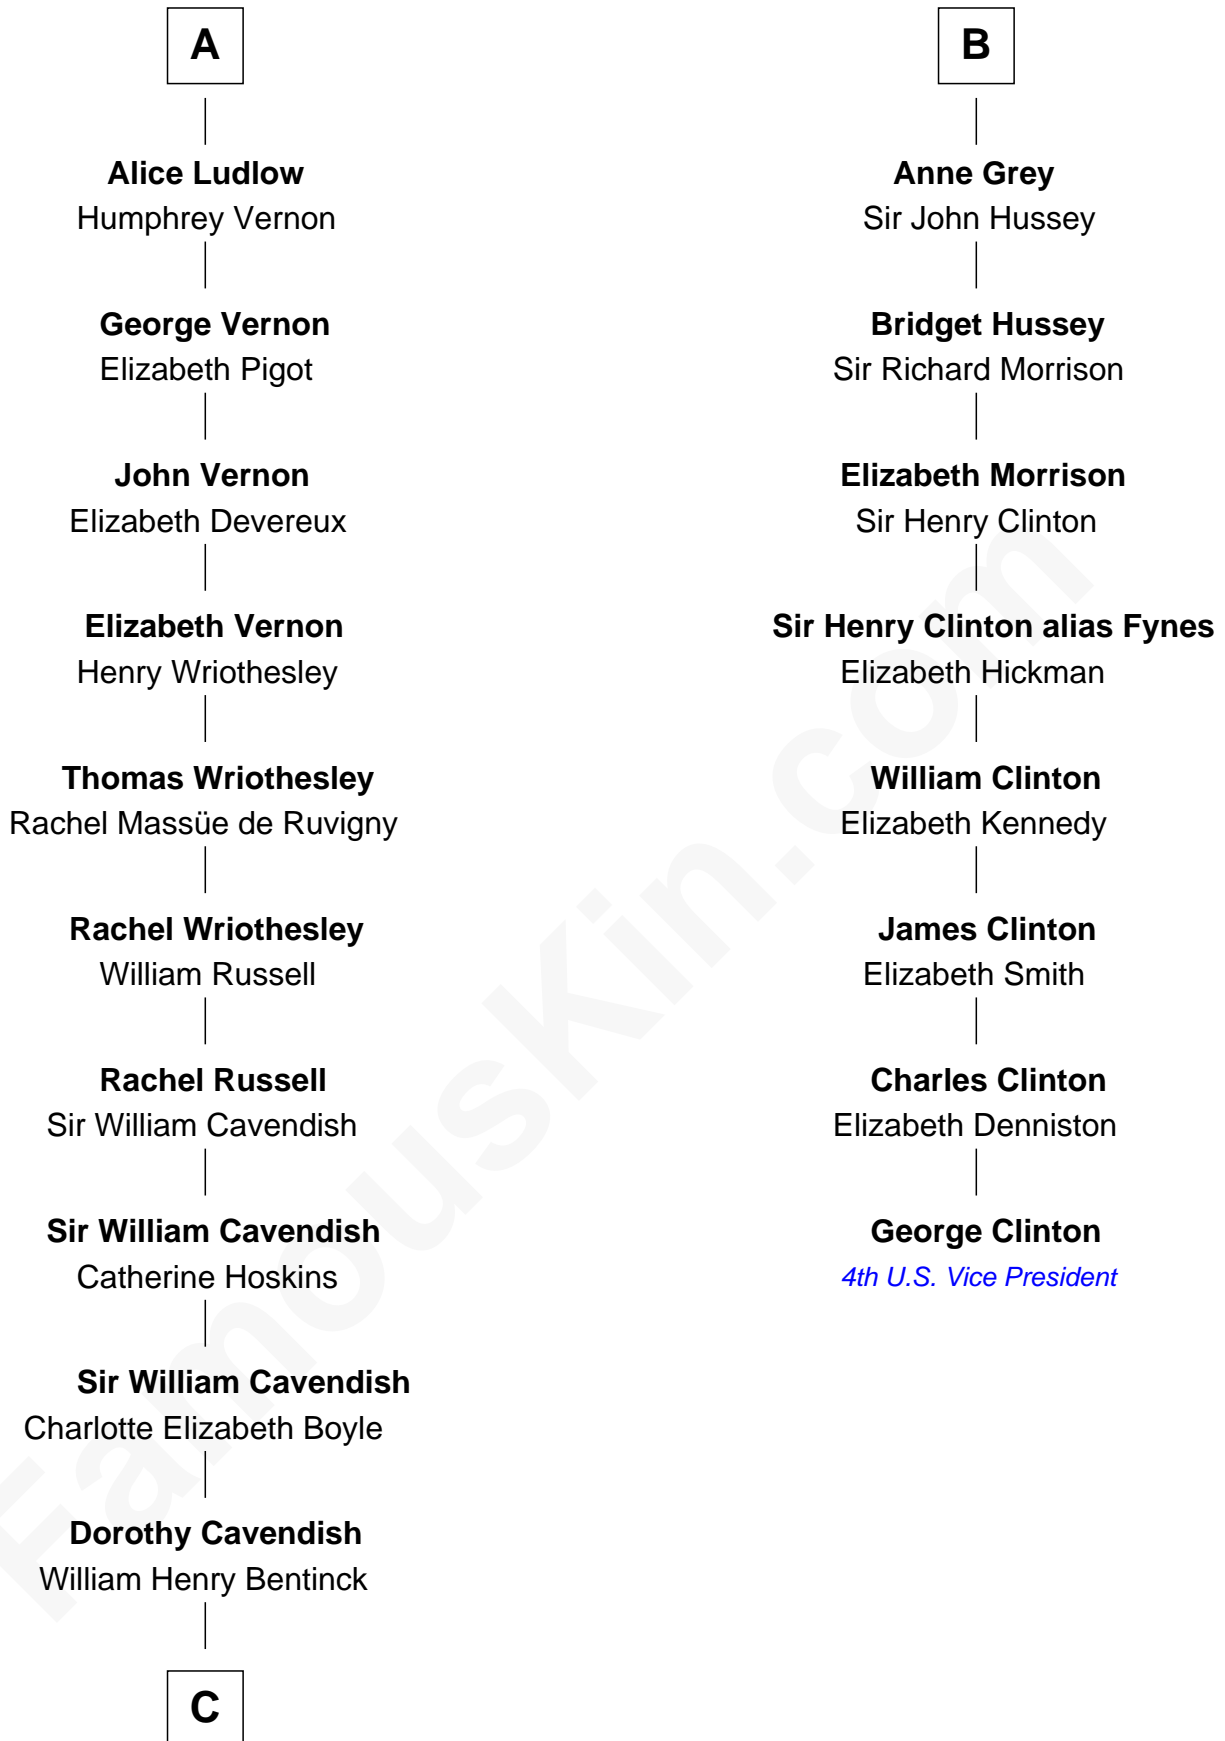 A
Alice Ludlow
Humphrey Vernon
George Vernon
Elizabeth Pigot
John Vernon
Elizabeth Devereux
Elizabeth Vernon
Henry Wriothesley
Thomas Wriothesley
Rachel Massüe de Ruvigny
Rachel Wriothesley
William Russell
Rachel Russell
Sir William Cavendish
Sir William Cavendish
Catherine Hoskins
Sir William Cavendish
Charlotte Elizabeth Boyle
Dorothy Cavendish
William Henry Bentinck
C
B
Anne Grey
Sir John Hussey
Bridget Hussey
Sir Richard Morrison
Elizabeth Morrison
Sir Henry Clinton
Sir Henry Clinton alias Fynes
Elizabeth Hickman
William Clinton
Elizabeth Kennedy
James Clinton
Elizabeth Smith
Charles Clinton
Elizabeth Denniston
George Clinton
4th U.S. Vice President
FamousKin.com